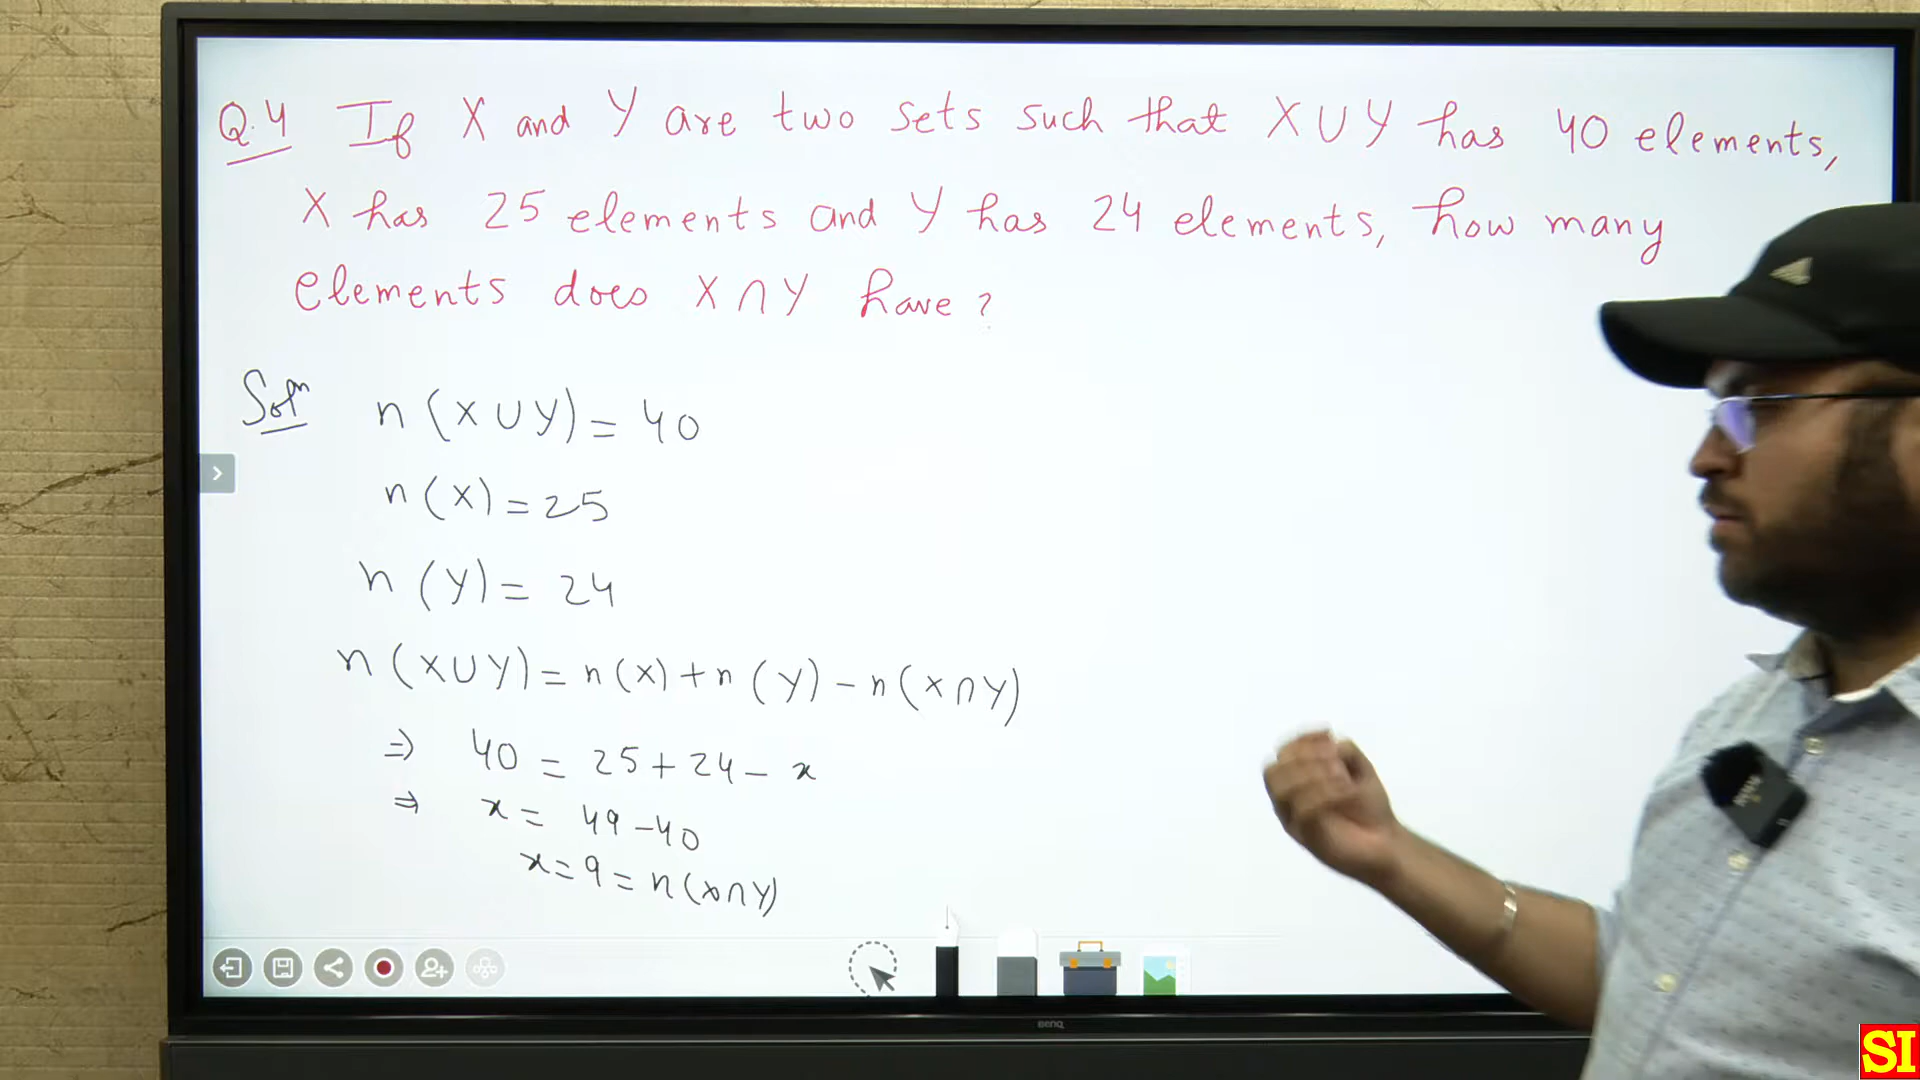 Q.4 If X and Y are two sets such that X∪Y has 40 elements,
X has 25 elements and Y has 24 elements, how many
elements does X∩Y have?
Solⁿ n(X∪Y)=40
n(X)=25
n(Y)=24
n(X∪Y)=n(X)+n(Y)-n(X∩Y)
⇒ 40=25+24-x
⇒ x=49-40
x=9=n(X∩Y)
BenQ
SI